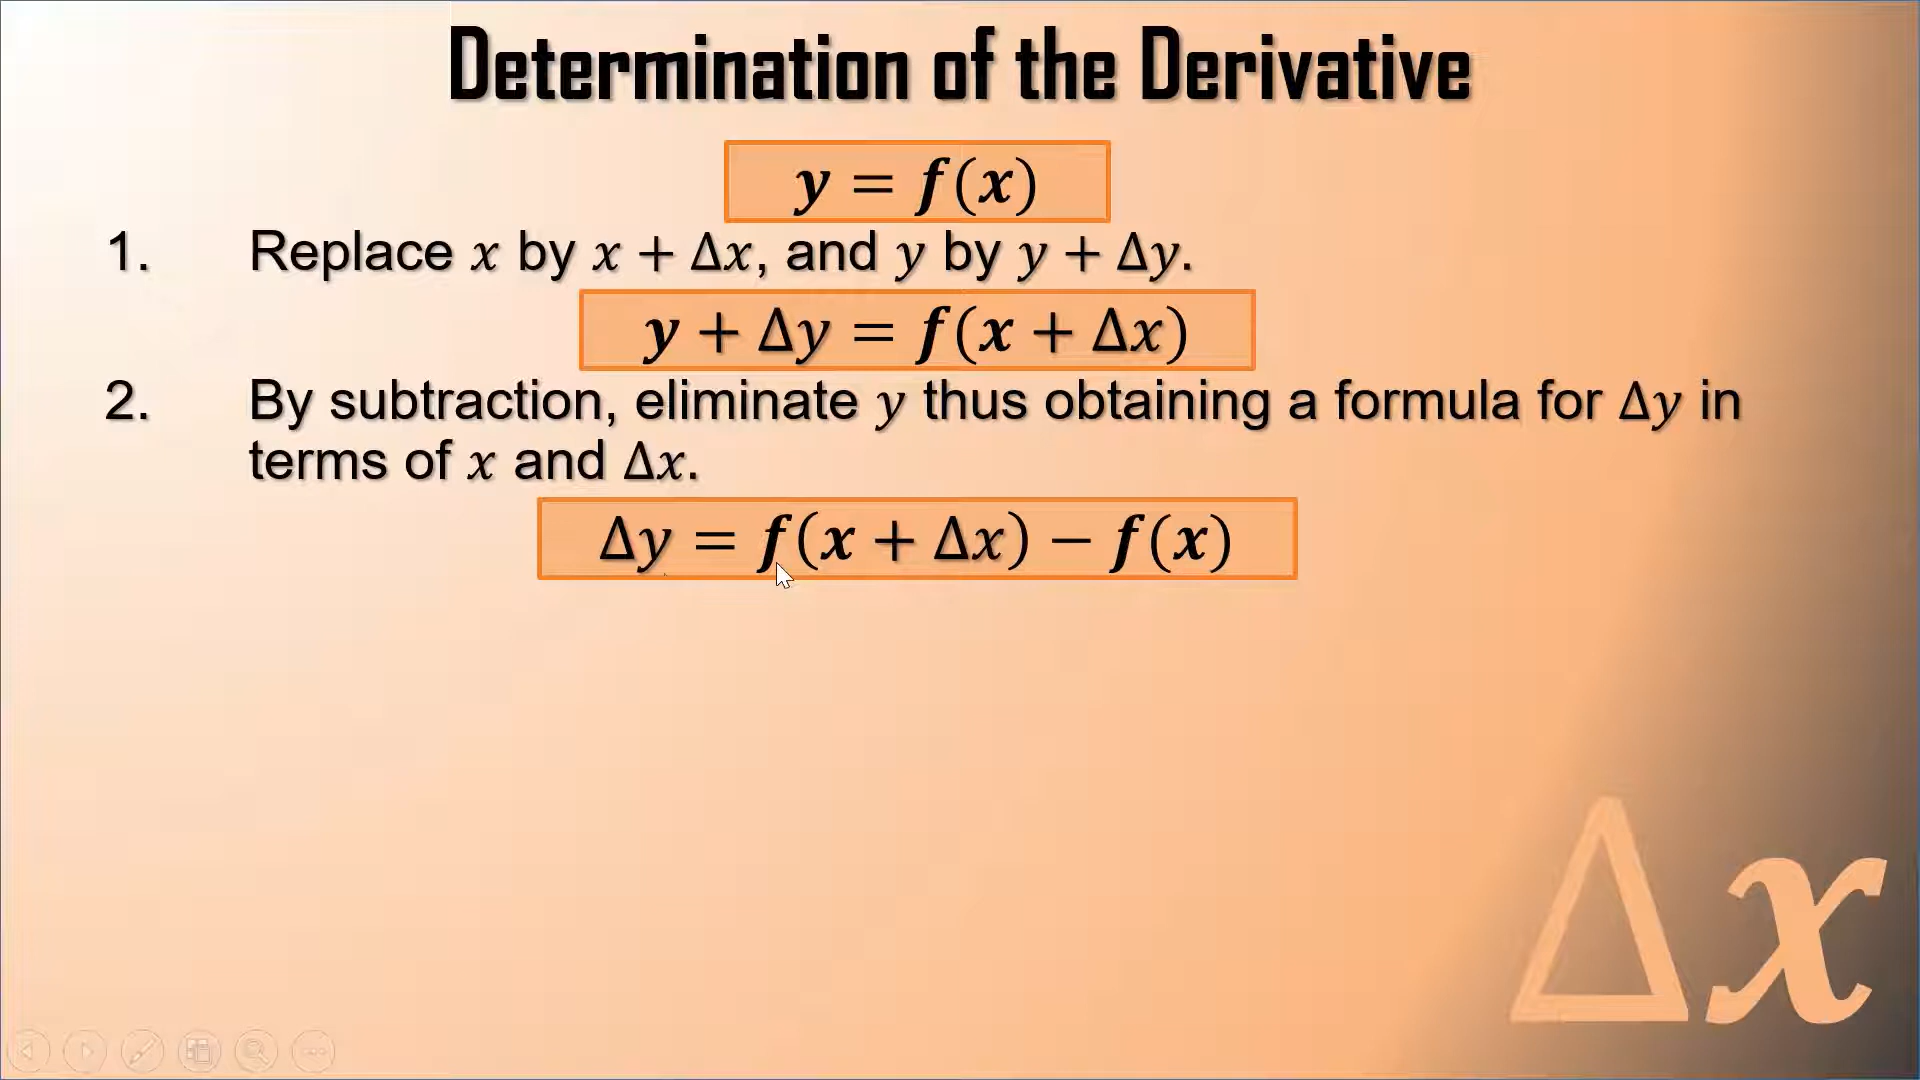 Determination of the Derivative
y = f(x)
1. Replace x by x + Δx, and y by y + Δy.
y + Δy = f(x + Δx)
2. By subtraction, eliminate y thus obtaining a formula for Δy in
terms of x and Δx.
Δy = f(x + Δx) − f(x)
Δx